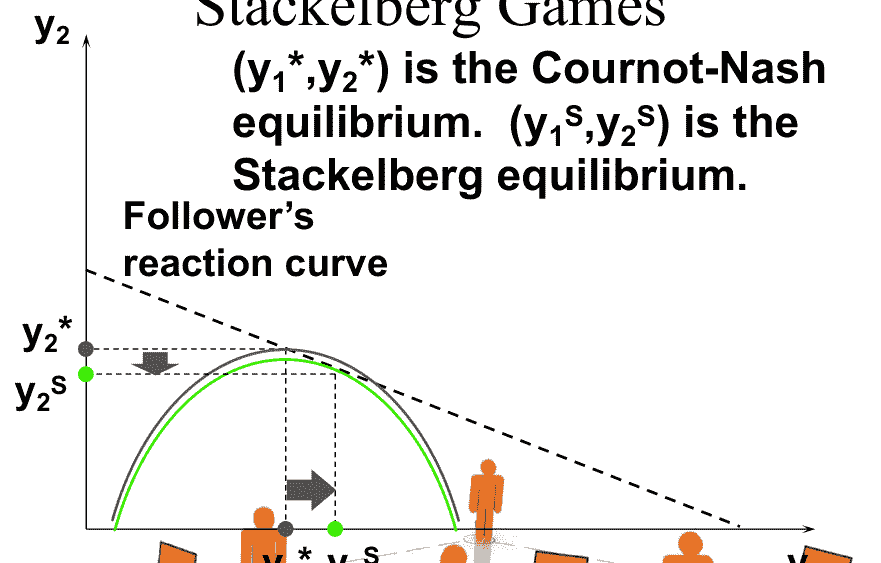 Stackelberg Games
y₂
(y₁*,y₂*) is the Cournot-Nash
equilibrium. (y₁ˢ,y₂ˢ) is the
Stackelberg equilibrium.
Follower’s
reaction curve
y₂*
y₂ˢ
y * y S
y